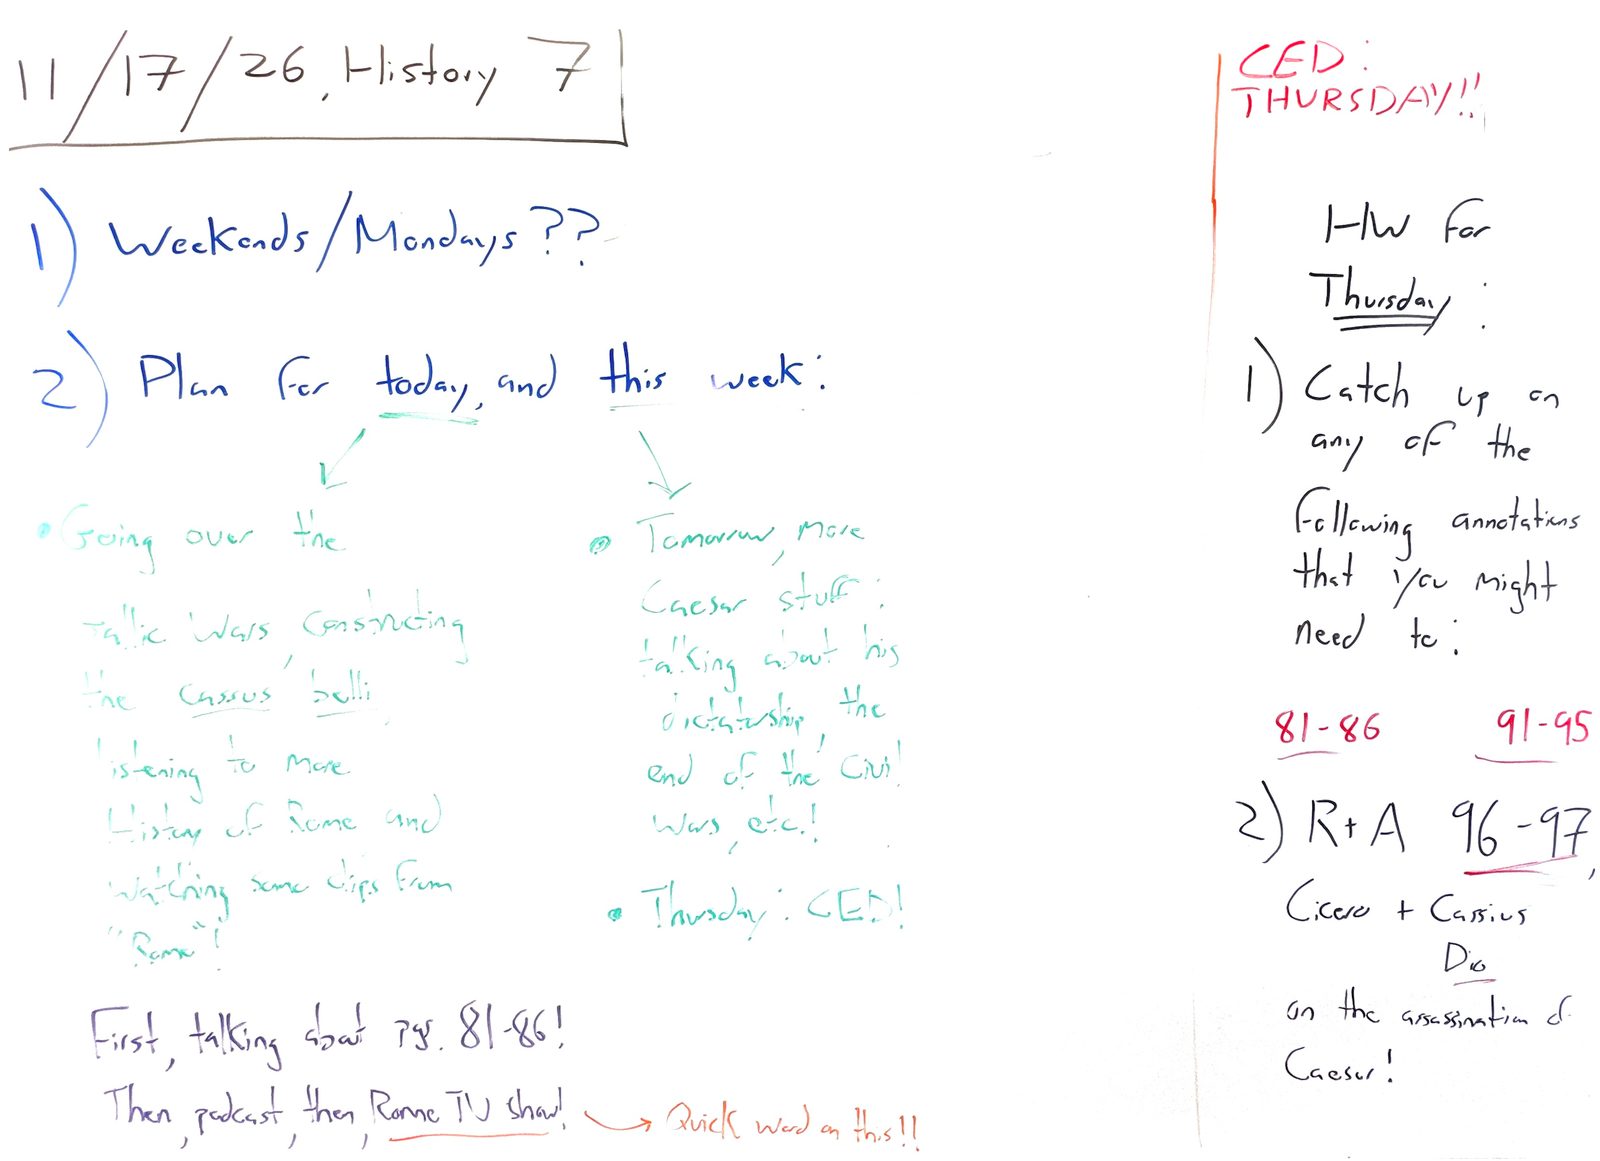 11/17/26, History 7
1) Weekends/Mondays??
2) Plan for today, and this week:
• Going over the
Gallic Wars, constructing
the cassus belli,
listening to more
History of Rome and
watching some clips from
"Rome"!
• Tomorrow, more
Caesar stuff:
talking about his
dictatorship, the
end of the Civil
Wars, etc.!
• Thursday: CED!
First, talking about pgs. 81-86!
Then, podcast, then, Rome TV show!
Quick word on this!!
CED:
THURSDAY!!
HW for
Thursday:
1) Catch up on
any of the
following annotations
that you might
need to:
81-86 91-95
2) R+A 96-97,
Cicero + Cassius
Dio
on the assassination of
Caesar!